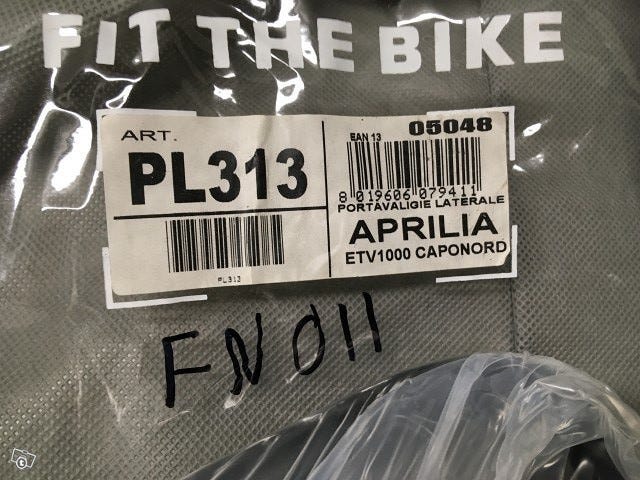 FIT THE BIKE
ART.
PL313
PL313
EAN 13
05048
8 019606 079411
PORTAVALIGIE LATERALE
APRILIA
ETV1000 CAPONORD
FN011